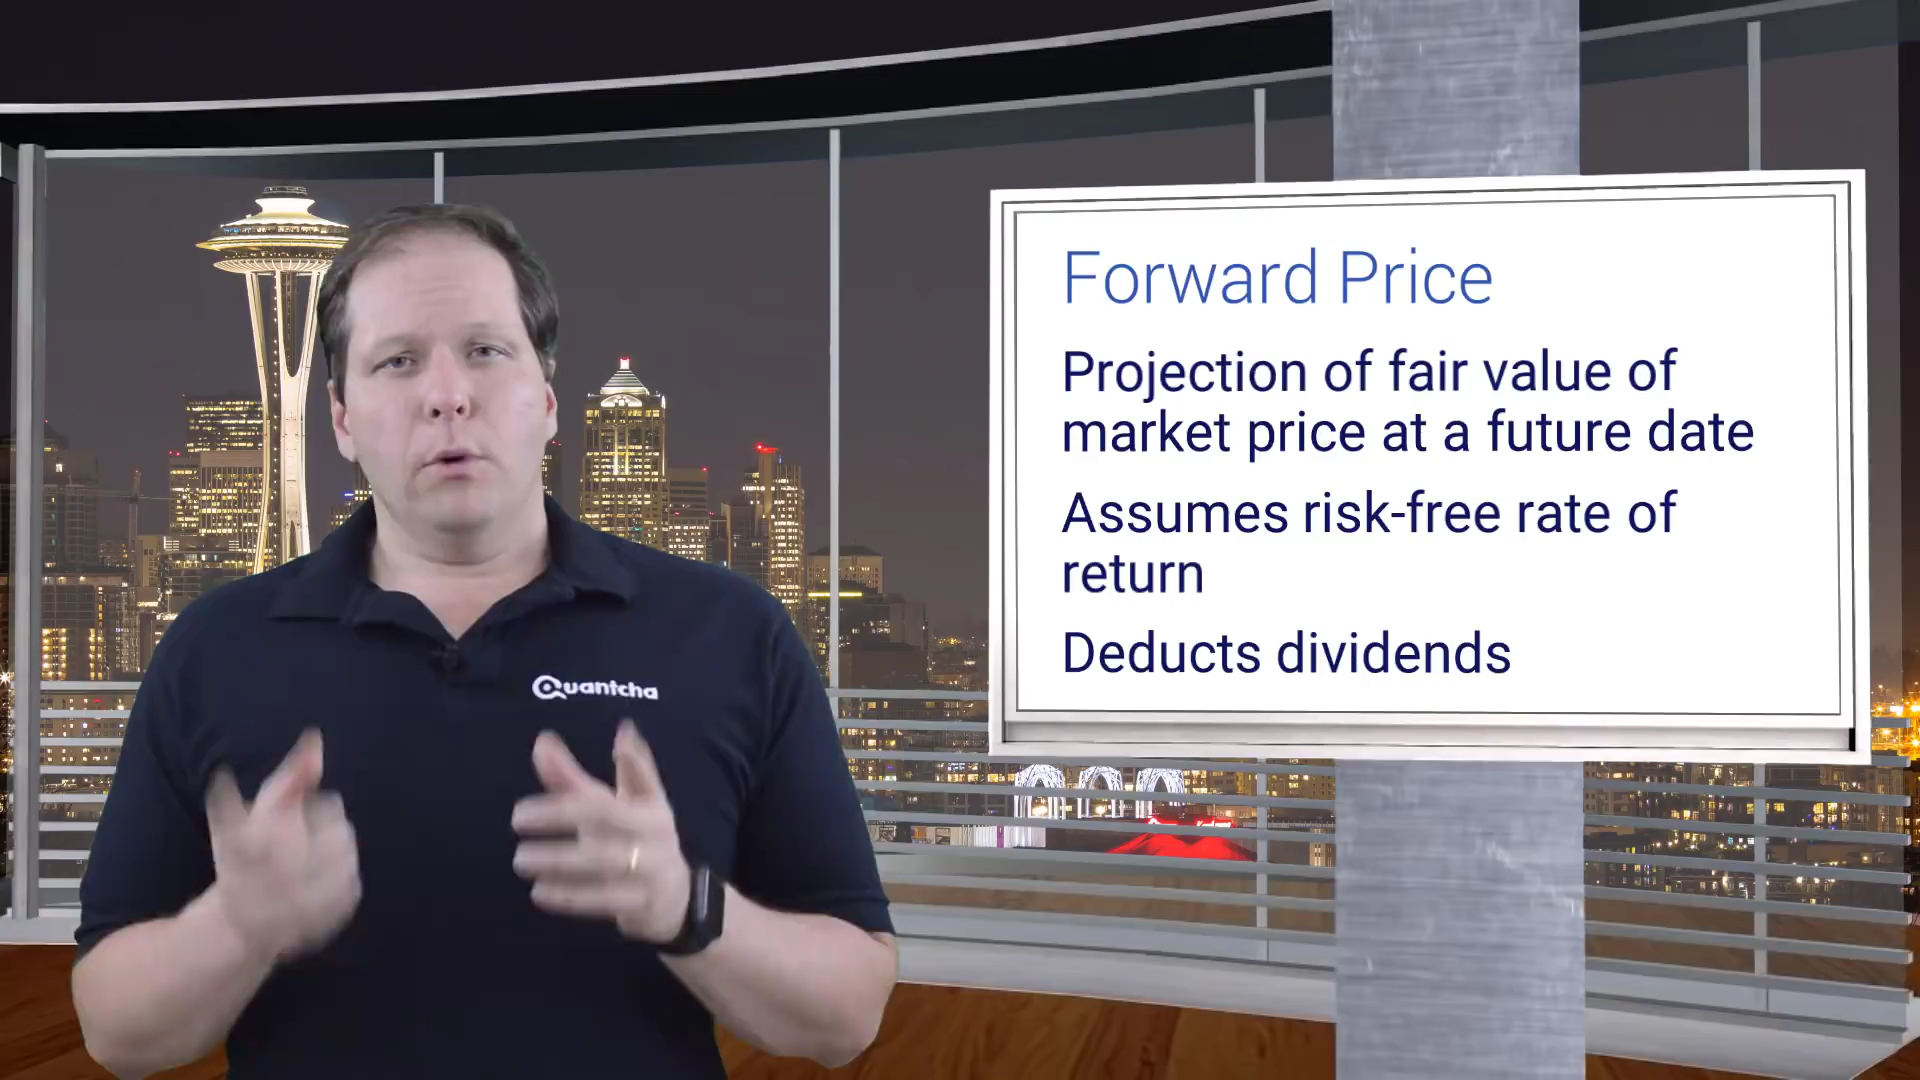 Forward Price
Projection of fair value of
market price at a future date
Assumes risk-free rate of
return
Deducts dividends
Quantcha